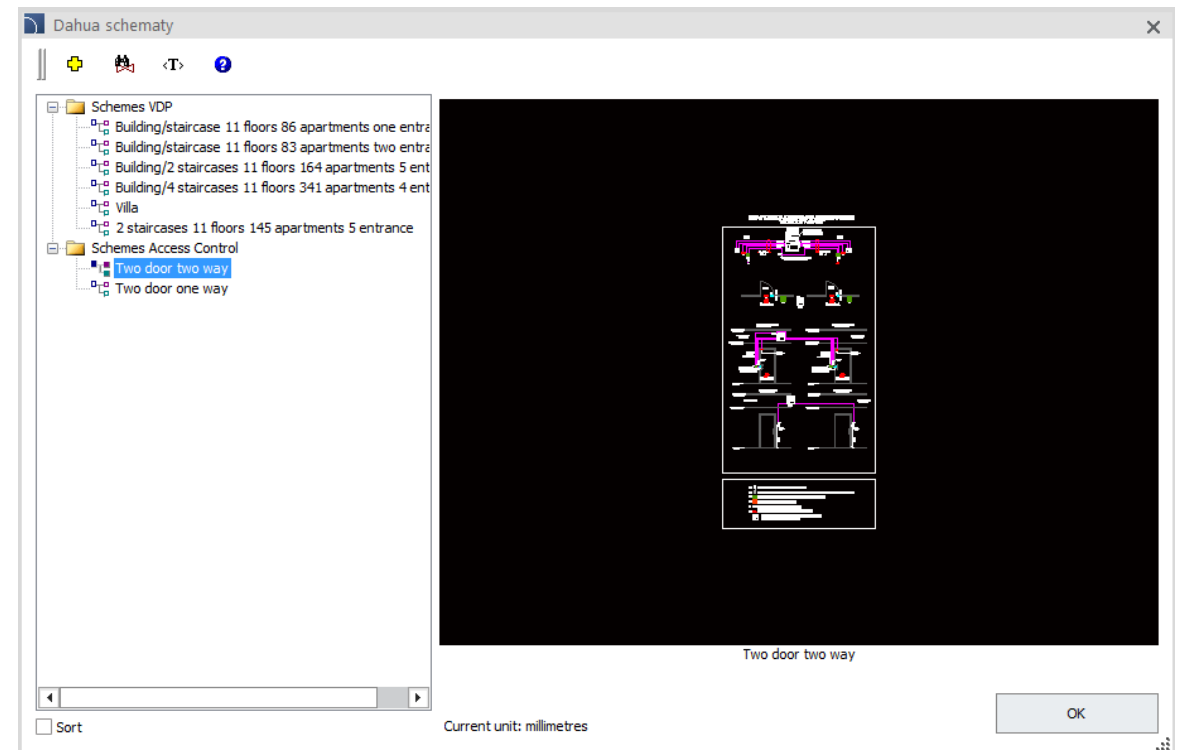 Dahua schematy
<T>
Schemes VDP
Building/staircase 11 floors 86 apartments one entra
Building/staircase 11 floors 83 apartments two entra
Building/2 staircases 11 floors 164 apartments 5 ent
Building/4 staircases 11 floors 341 apartments 4 ent
Villa
2 staircases 11 floors 145 apartments 5 entrance
Schemes Access Control
Two door two way
Two door one way
Two door two way
OK
Sort
Current unit: millimetres